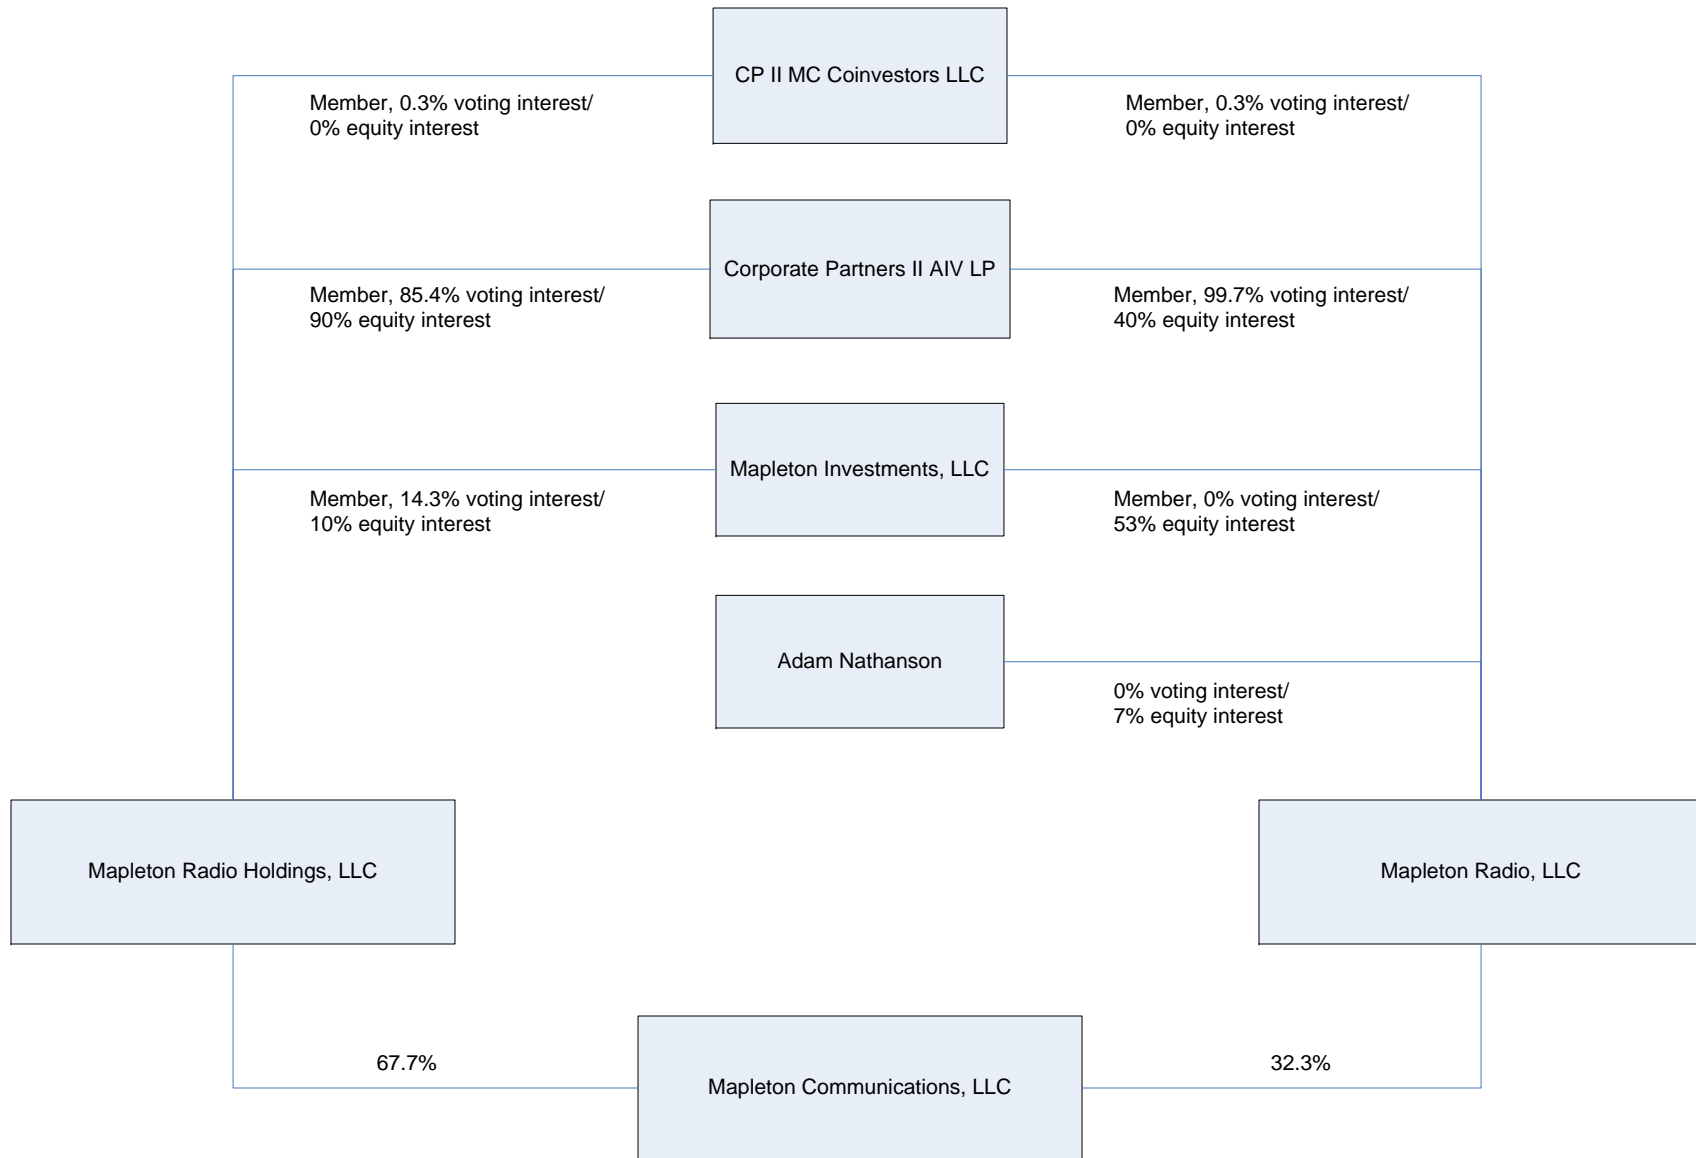 CP II MC Coinvestors LLC
Member, 0.3% voting interest/
0% equity interest
Member, 0.3% voting interest/
0% equity interest
Corporate Partners II AIV LP
Member, 85.4% voting interest/
90% equity interest
Member, 99.7% voting interest/
40% equity interest
Mapleton Investments, LLC
Member, 14.3% voting interest/
10% equity interest
Member, 0% voting interest/
53% equity interest
Adam Nathanson
0% voting interest/
7% equity interest
Mapleton Radio Holdings, LLC
Mapleton Radio, LLC
67.7%
32.3%
Mapleton Communications, LLC